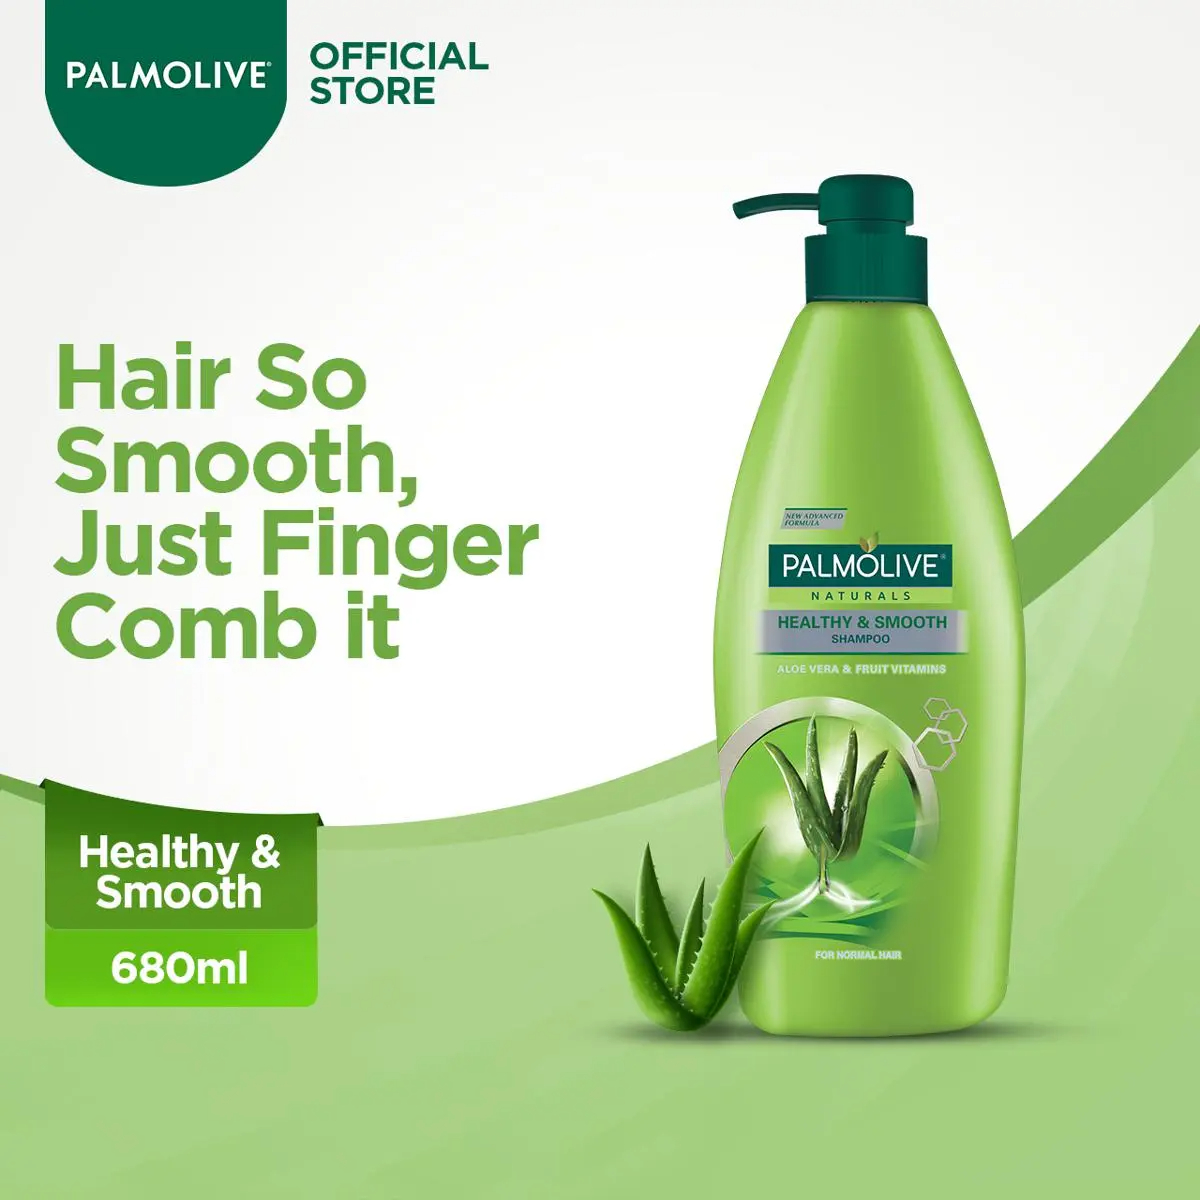 PALMOLIVE®
OFFICIAL
STORE
Hair So
Smooth,
Just Finger
Comb it
Healthy &
Smooth
680ml
NEW ADVANCED
FORMULA
PALMOLIVE®
NATURALS
HEALTHY & SMOOTH
SHAMPOO
ALOE VERA & FRUIT VITAMINS
FOR NORMAL HAIR